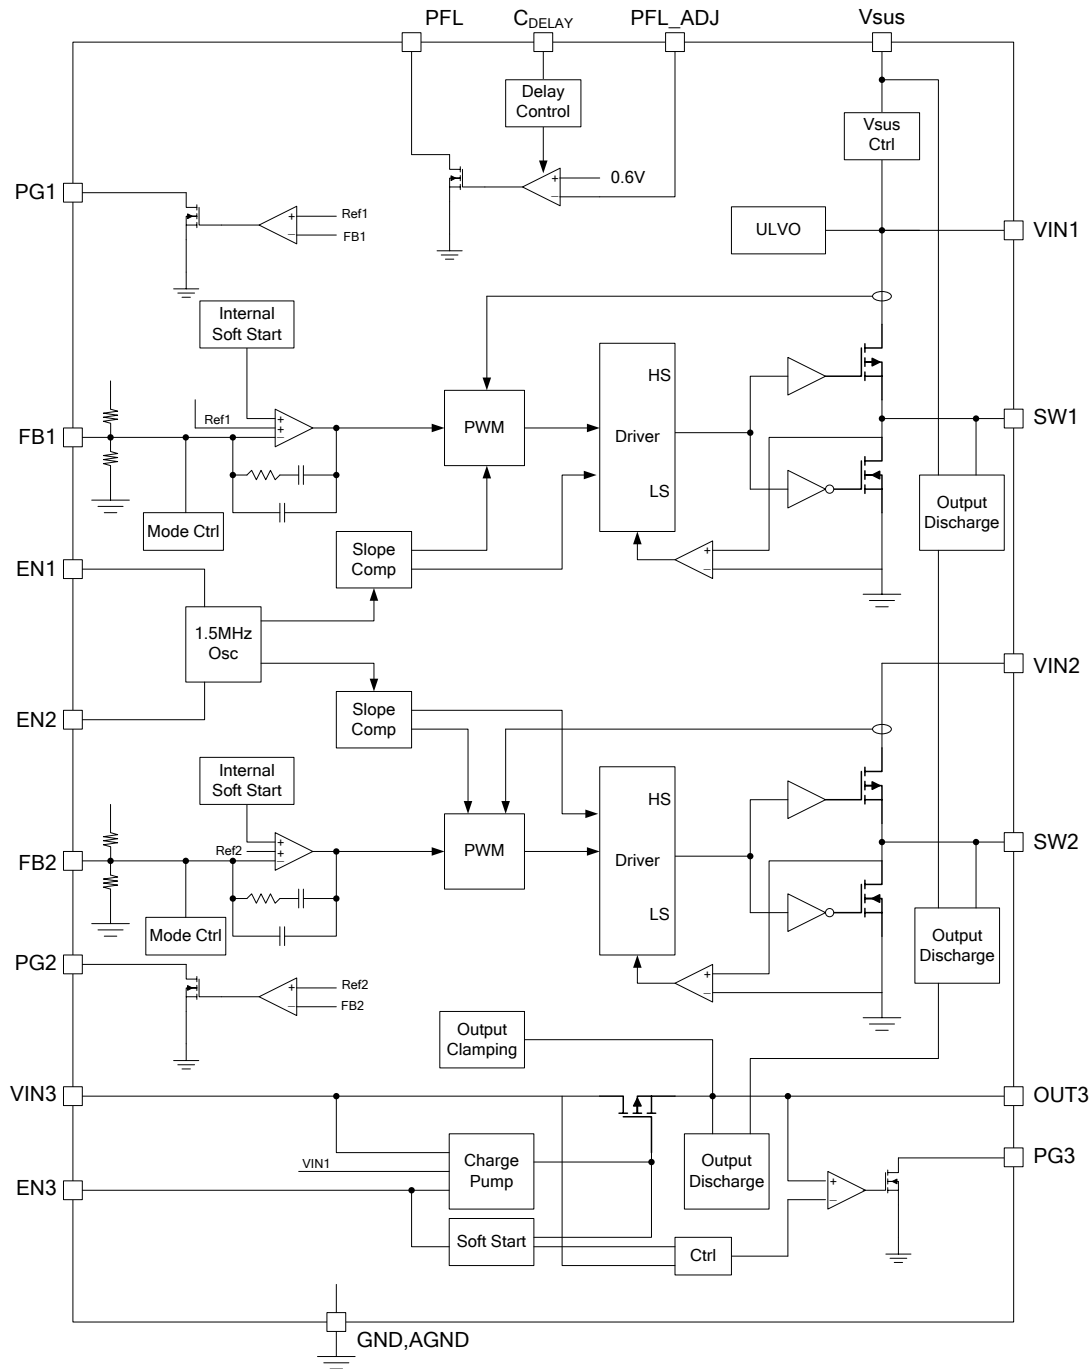 PFL
CDELAY
PFL_ADJ
Vsus
Delay
Control
Vsus
Ctrl
0.6V
PG1
Ref1
FB1
ULVO
VIN1
Internal
Soft Start
HS
Ref1
PWM
Driver
SW1
FB1
LS
Output
Discharge
Mode Ctrl
Slope
Comp
EN1
1.5MHz
Osc
VIN2
Slope
Comp
EN2
Internal
Soft Start
HS
Ref2
PWM
Driver
SW2
FB2
LS
Mode Ctrl
Output
Discharge
PG2
Ref2
FB2
Output
Clamping
VIN3
OUT3
VIN1
Charge
Pump
Output
Discharge
PG3
EN3
Soft Start
Ctrl
GND,AGND